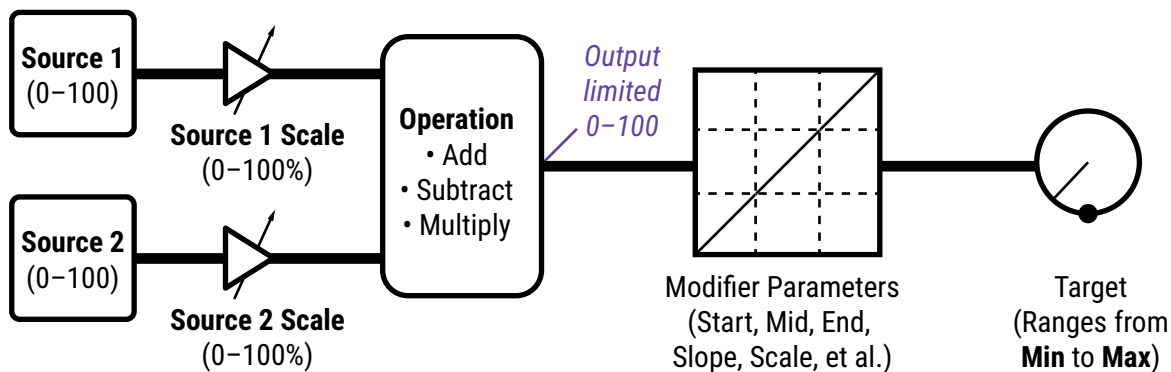 Source 1
(0–100)
Source 1 Scale
(0–100%)
Source 2
(0–100)
Source 2 Scale
(0–100%)
Operation
• Add
• Subtract
• Multiply
Output
limited
0–100
Modifier Parameters
(Start, Mid, End,
Slope, Scale, et al.)
Target
(Ranges from
Min to Max)